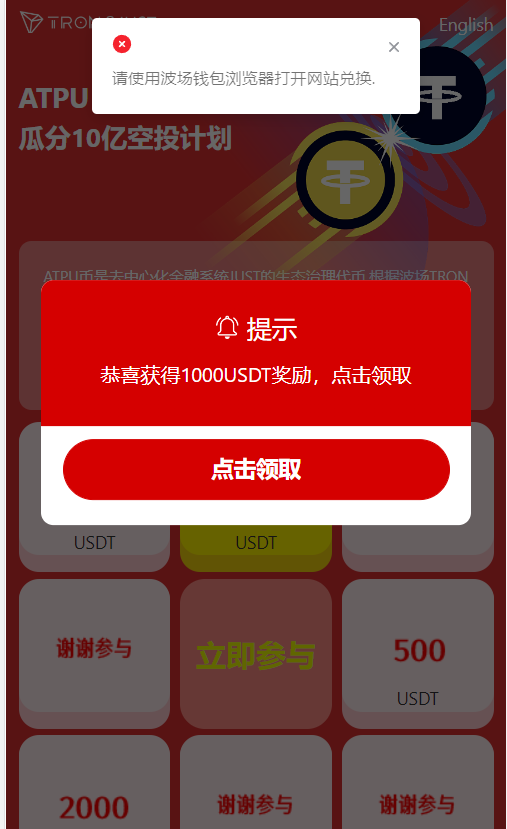 TRON
JUST
English
请使用波场钱包浏览器打开网站兑换.
ATPU
瓜分10亿空投计划
ATPU币是去中心化金融系统JUST的生态治理代币,根据波场TRON
提示
恭喜获得1000USDT奖励，点击领取
点击领取
USDT
USDT
谢谢参与
立即参与
500
USDT
2000
谢谢参与
谢谢参与